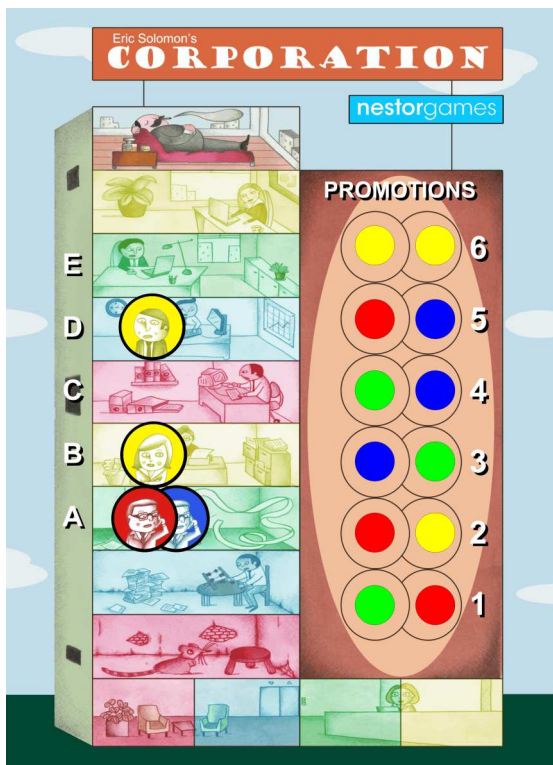 Eric Solomon's
CORPORATION
nestorgames
PROMOTIONS
6
E
D
5
C
4
B
3
A
2
1